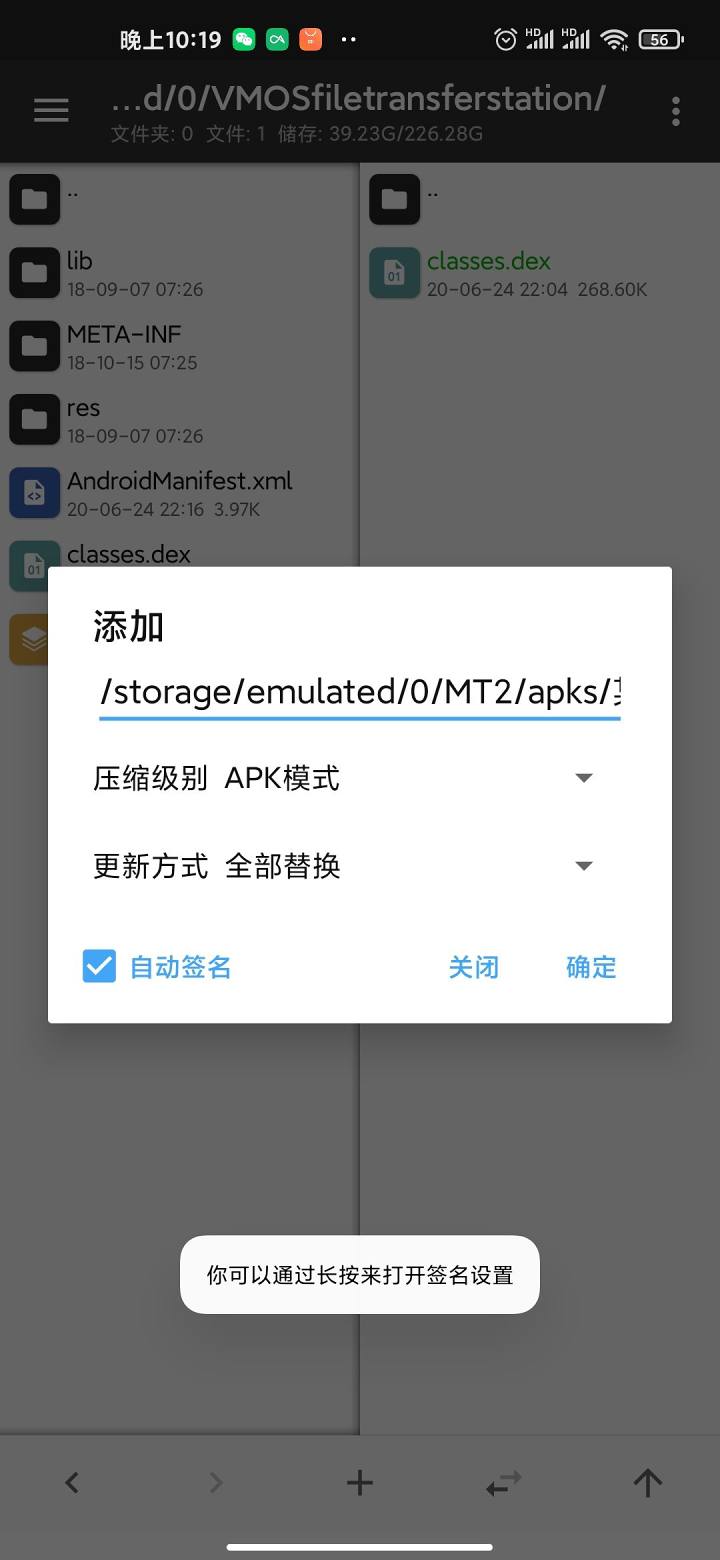 晚上10:19
HD HD 56
...d/0/VMOSfiletransferstation/
文件夹: 0 文件: 1 储存: 39.23G/226.28G
..
lib
18-09-07 07:26
META-INF
18-10-15 07:25
res
18-09-07 07:26
AndroidManifest.xml
20-06-24 22:16 3.97K
classes.dex
..
classes.dex
20-06-24 22:04 268.60K
添加
/storage/emulated/0/MT2/apks/
压缩级别 APK模式
更新方式 全部替换
自动签名 关闭 确定
你可以通过长按来打开签名设置